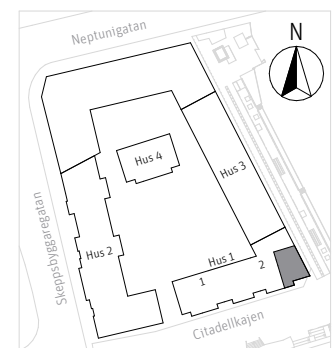 Neptunigatan
N
Hus 4
Hus 3
Skeppsbyggaregatan
Hus 2
Hus 1
1
2
Citadellkajen